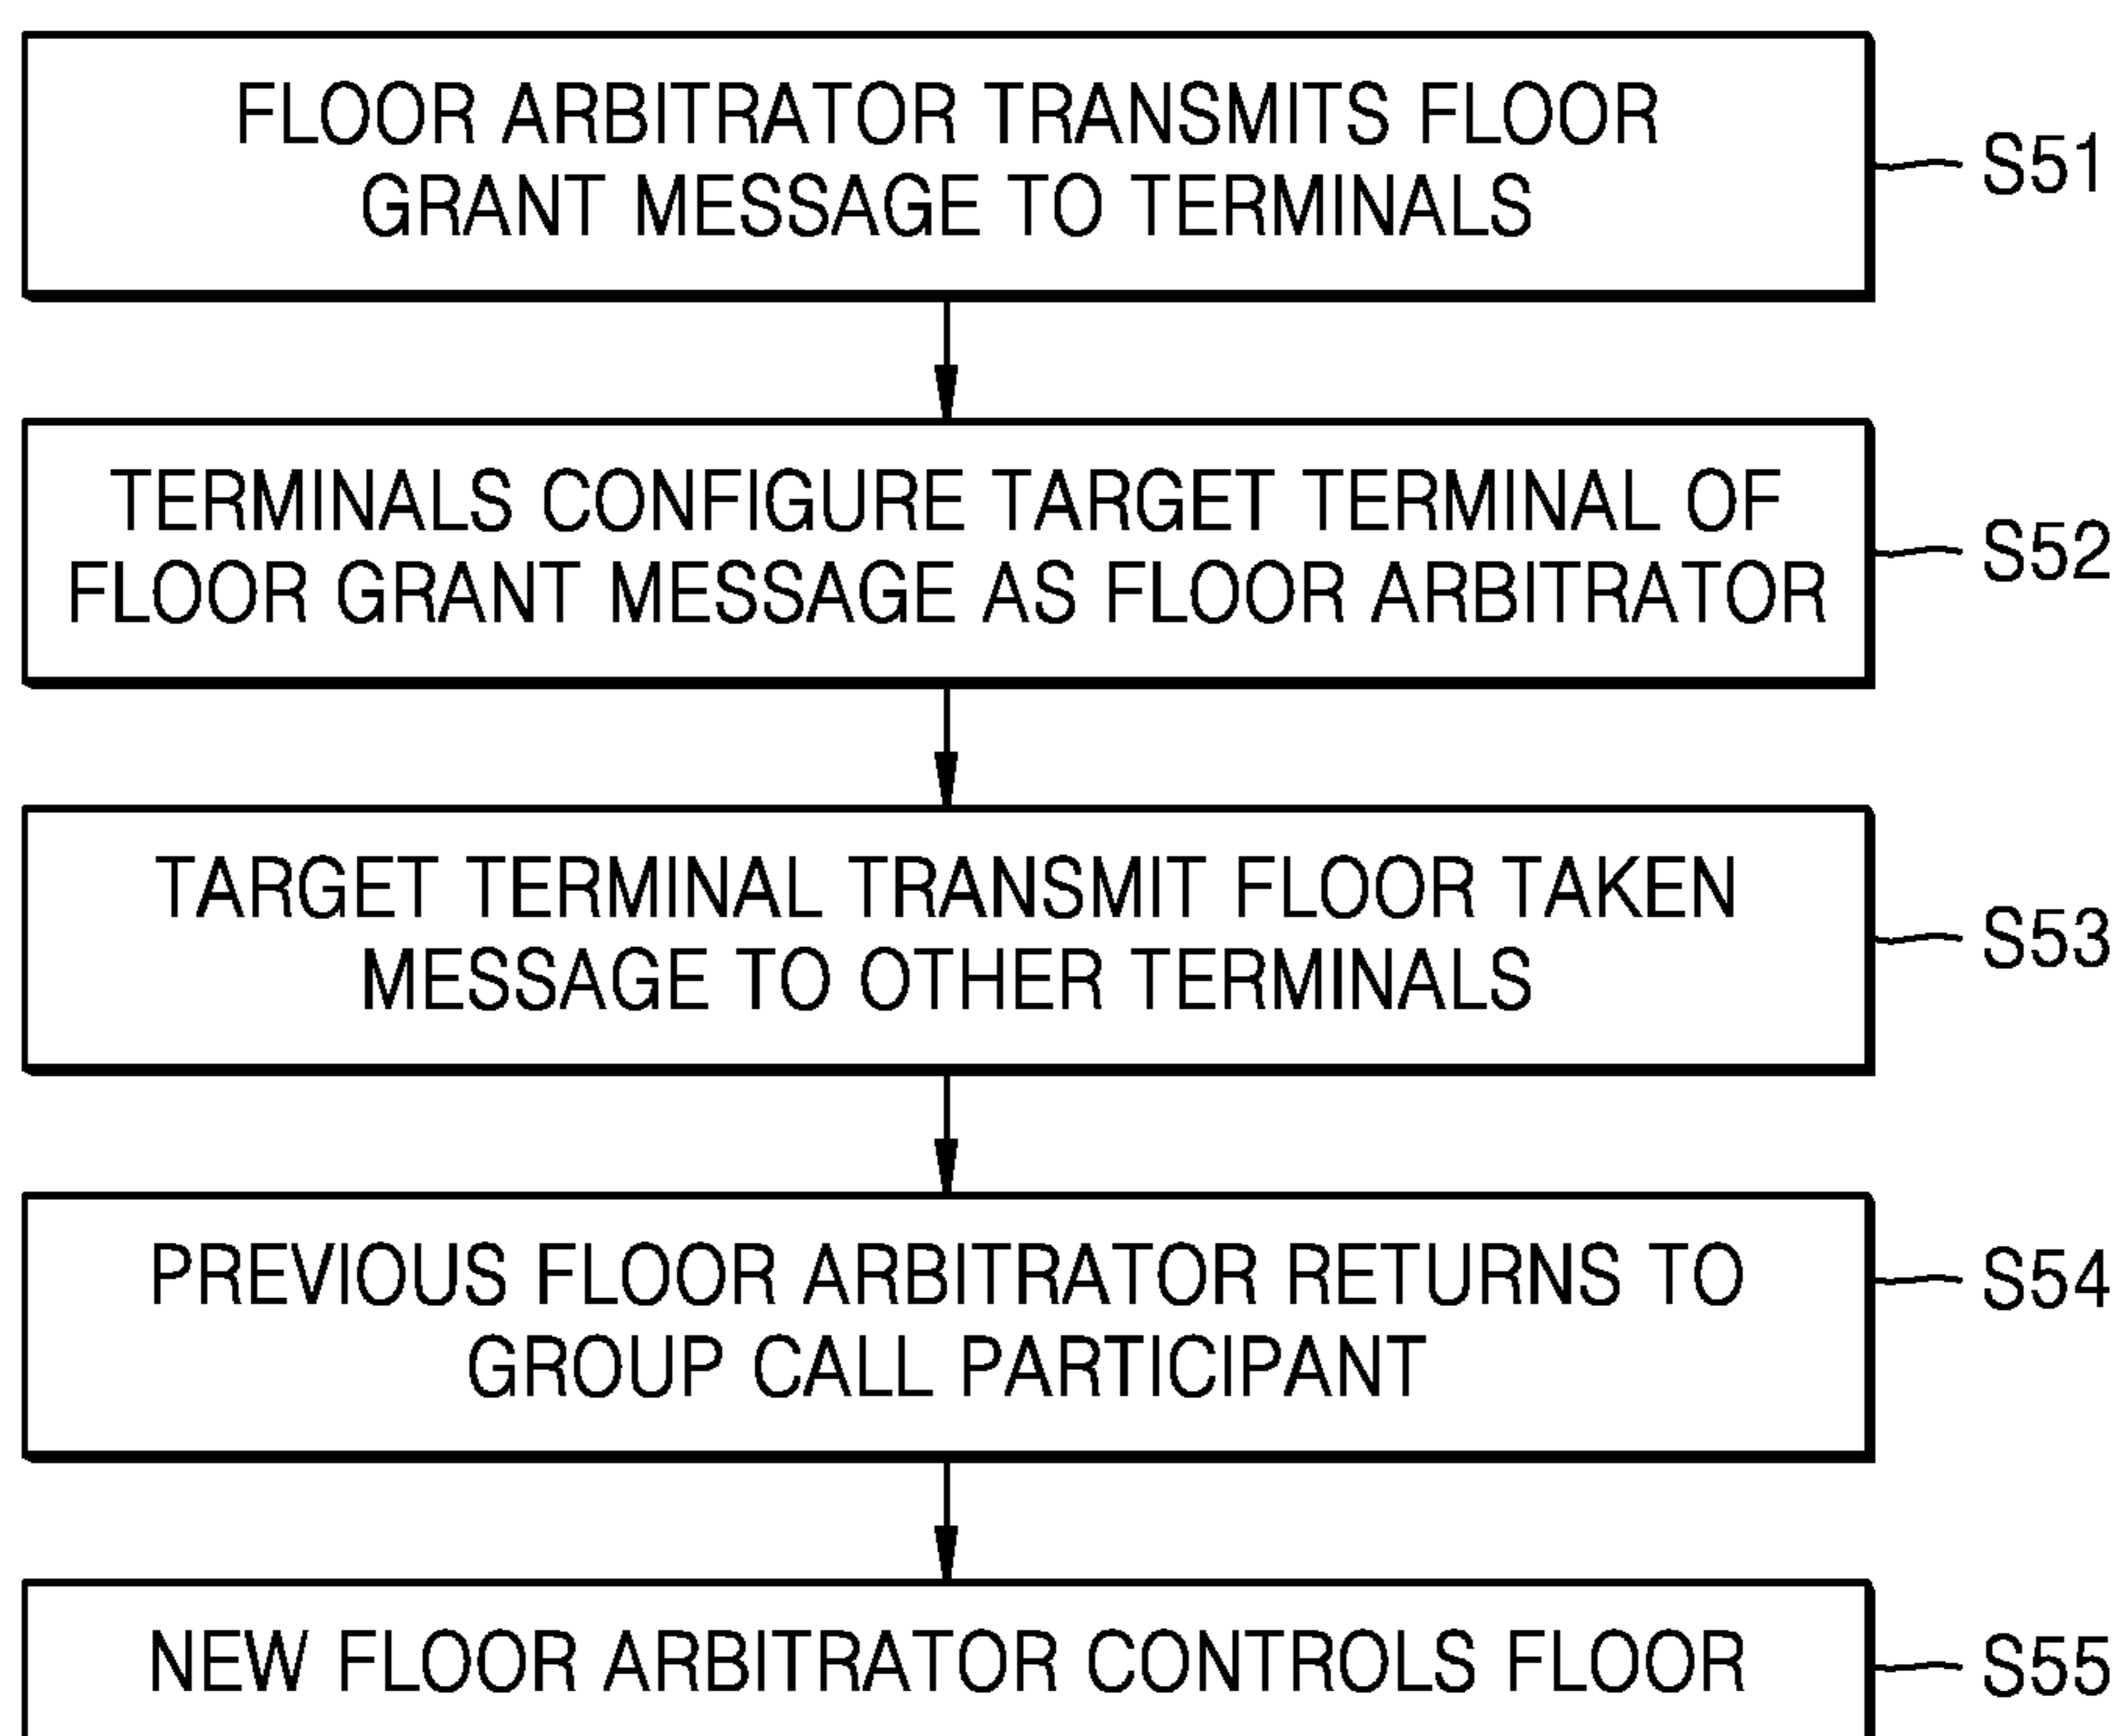 FLOOR ARBITRATOR TRANSMITS FLOOR
GRANT MESSAGE TO TERMINALS
S51
TERMINALS CONFIGURE TARGET TERMINAL OF
FLOOR GRANT MESSAGE AS FLOOR ARBITRATOR
S52
TARGET TERMINAL TRANSMIT FLOOR TAKEN
MESSAGE TO OTHER TERMINALS
S53
PREVIOUS FLOOR ARBITRATOR RETURNS TO
GROUP CALL PARTICIPANT
S54
NEW FLOOR ARBITRATOR CONTROLS FLOOR
S55